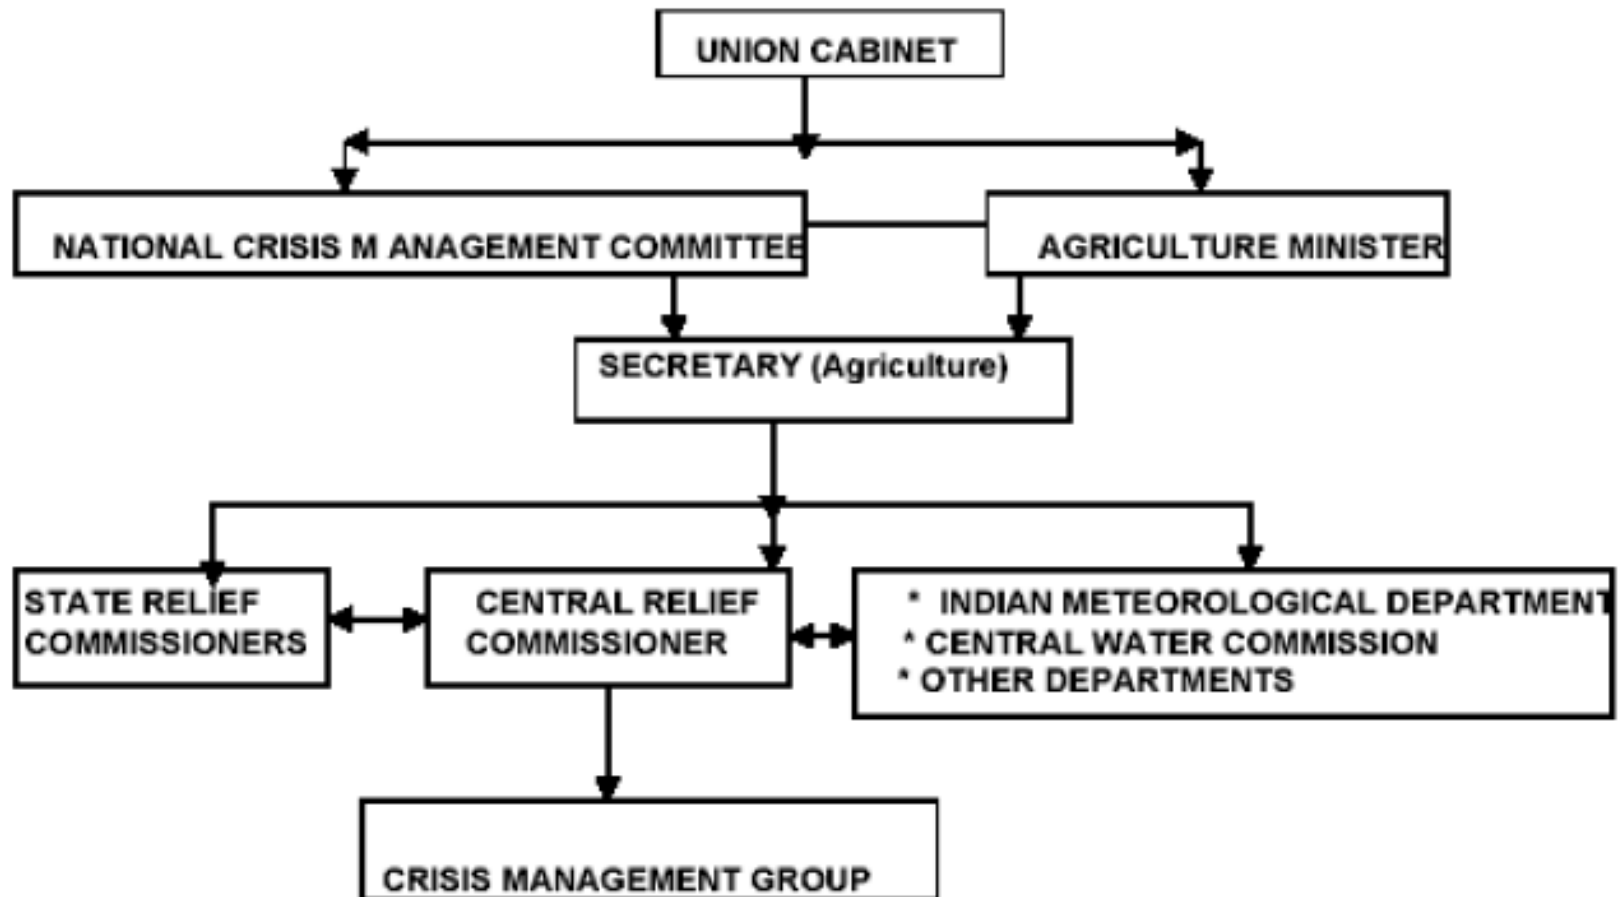 UNION CABINET
NATIONAL CRISIS M ANAGEMENT COMMITTEE
AGRICULTURE MINISTER
SECRETARY (Agriculture)
STATE RELIEF
COMMISSIONERS
CENTRAL RELIEF
COMMISSIONER
* INDIAN METEOROLOGICAL DEPARTMENT
* CENTRAL WATER COMMISSION
* OTHER DEPARTMENTS
CRISIS MANAGEMENT GROUP